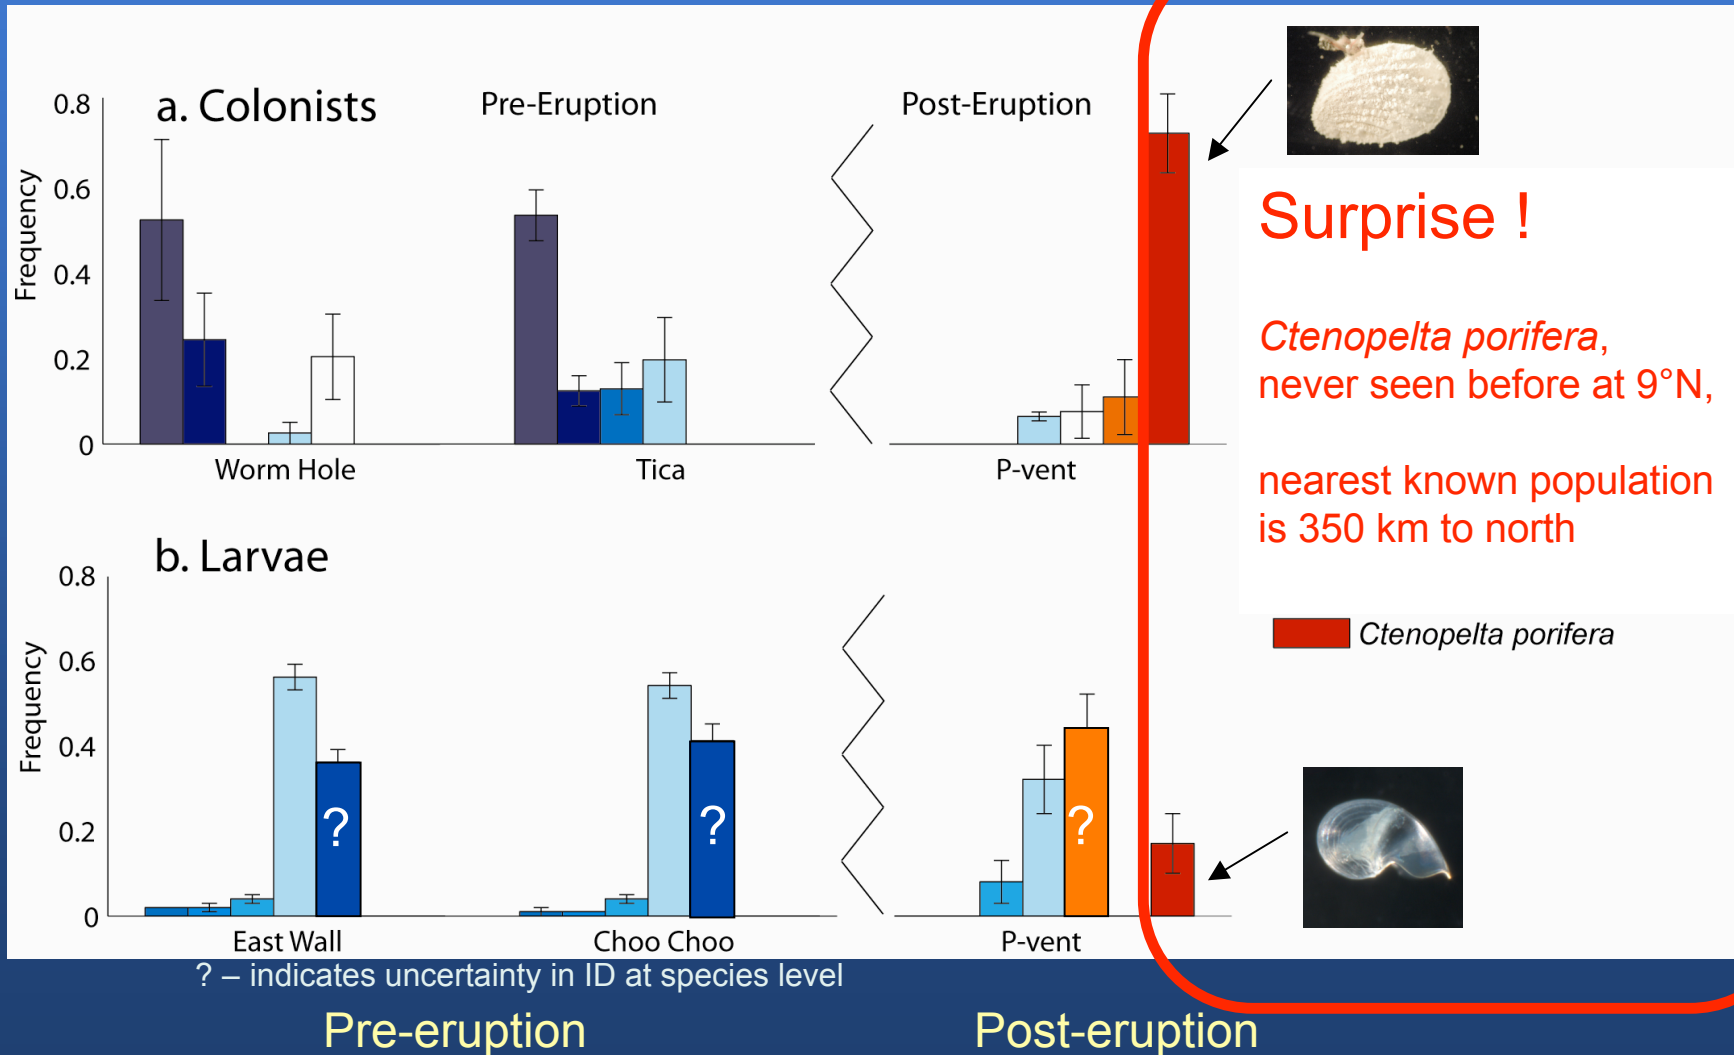 a. Colonists
Pre-Eruption
Post-Eruption
Frequency
0.8
0.6
0.4
0.2
0
Worm Hole
Tica
P-vent
Surprise !
Ctenopelta porifera,
never seen before at 9°N,
nearest known population
is 350 km to north
b. Larvae
Frequency
0.8
0.6
0.4
0.2
0
?
?
?
East Wall
Choo Choo
P-vent
Ctenopelta porifera
? – indicates uncertainty in ID at species level
Pre-eruption
Post-eruption